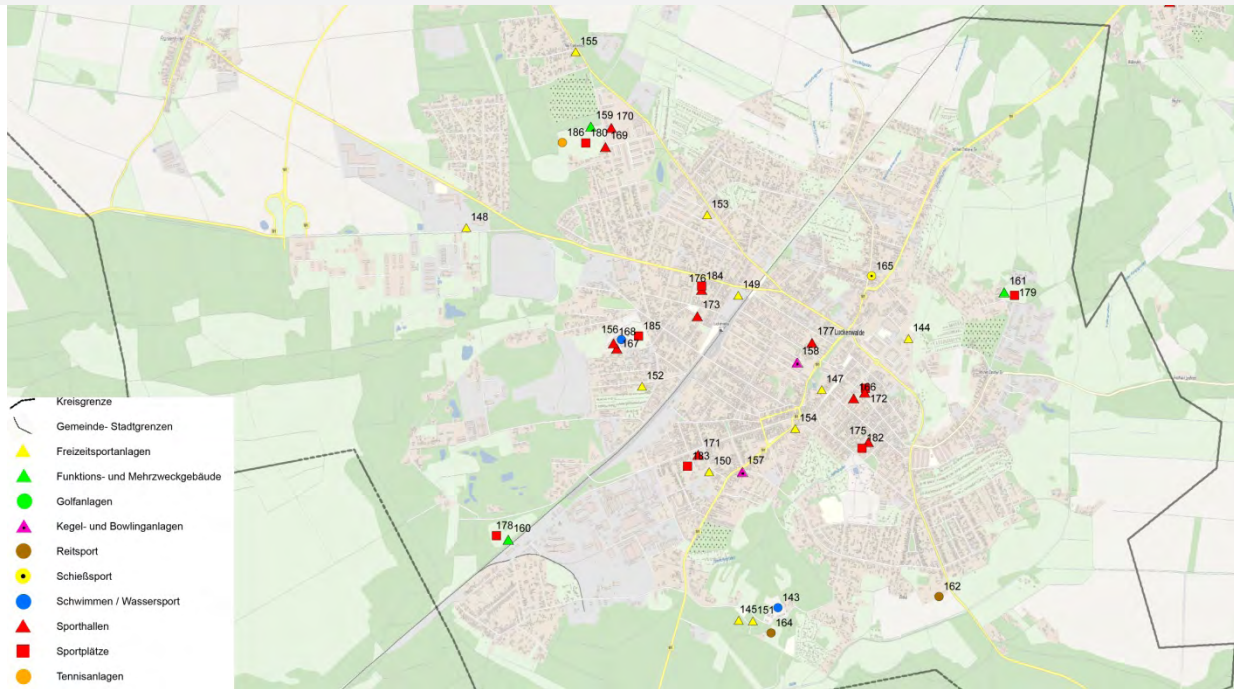 155
159 170
186 180 169
153
148
165
176 184
149
161
179
173
177
144
156 168 185
167
158
152
147
166
172
154
175
182
171
183 150 157
178 160
162
143
145 151
164
Luckenwalde
Kreisgrenze
Gemeinde- Stadtgrenzen
Freizeitsportanlagen
Funktions- und Mehrzweckgebäude
Golfanlagen
Kegel- und Bowlinganlagen
Reitsport
Schießsport
Schwimmen / Wassersport
Sporthallen
Sportplätze
Tennisanlagen